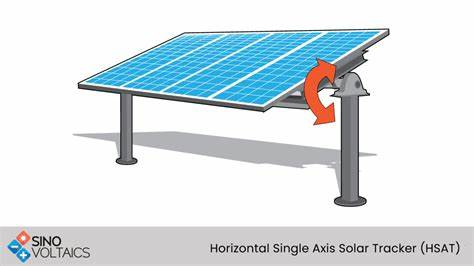 SINO
VOLTAICS
Horizontal Single Axis Solar Tracker (HSAT)